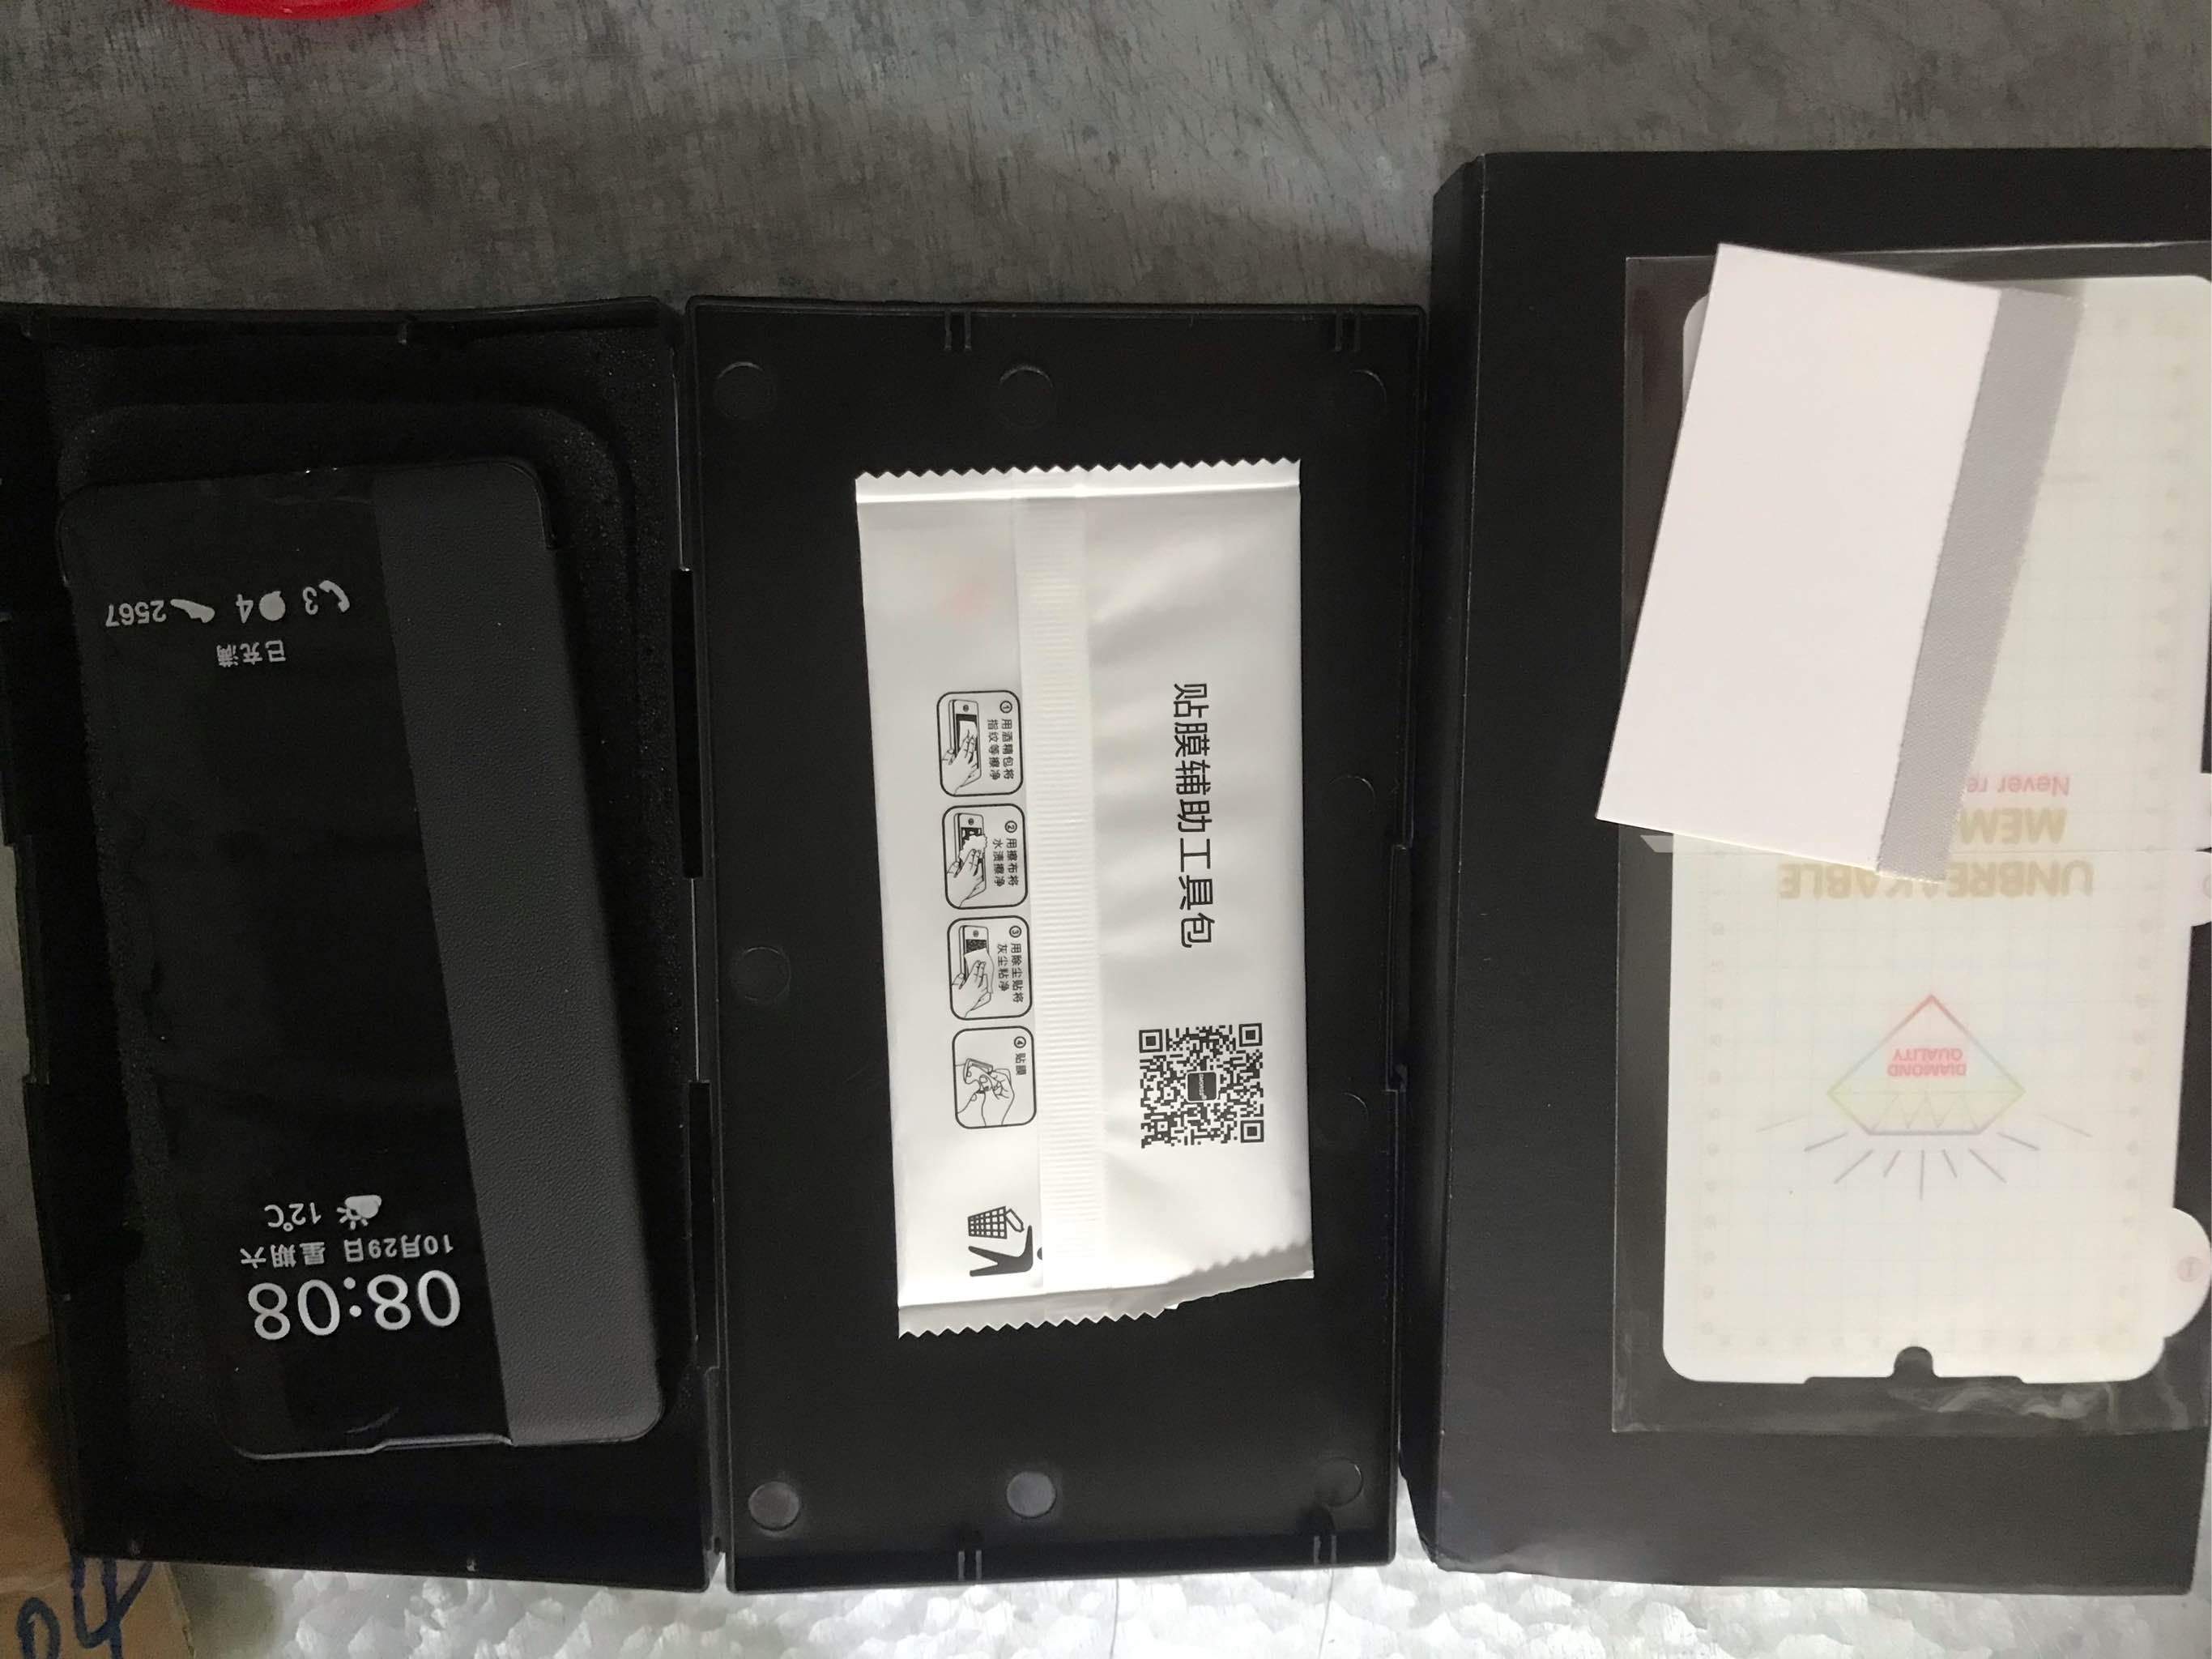 08:08
10月29日 星期六
12℃
已充满
3 4 2567
贴膜辅助工具包
① 用酒精包将
指纹等擦净
② 用擦布将
水渍擦净
③ 用除尘贴将
灰尘粘净
④ 贴膜
DIAMOND
QUALITY
UNBREAKABLE
MEM
Never re
04